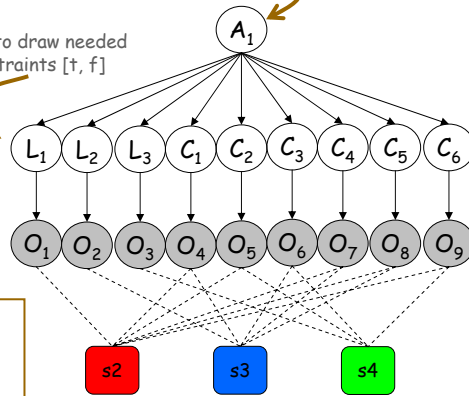 A1
to draw needed
traints [t, f]
L1 L2 L3 C1 C2 C3 C4 C5 C6
O1 O2 O3 O4 O5 O6 O7 O8 O9
s2 s3 s4